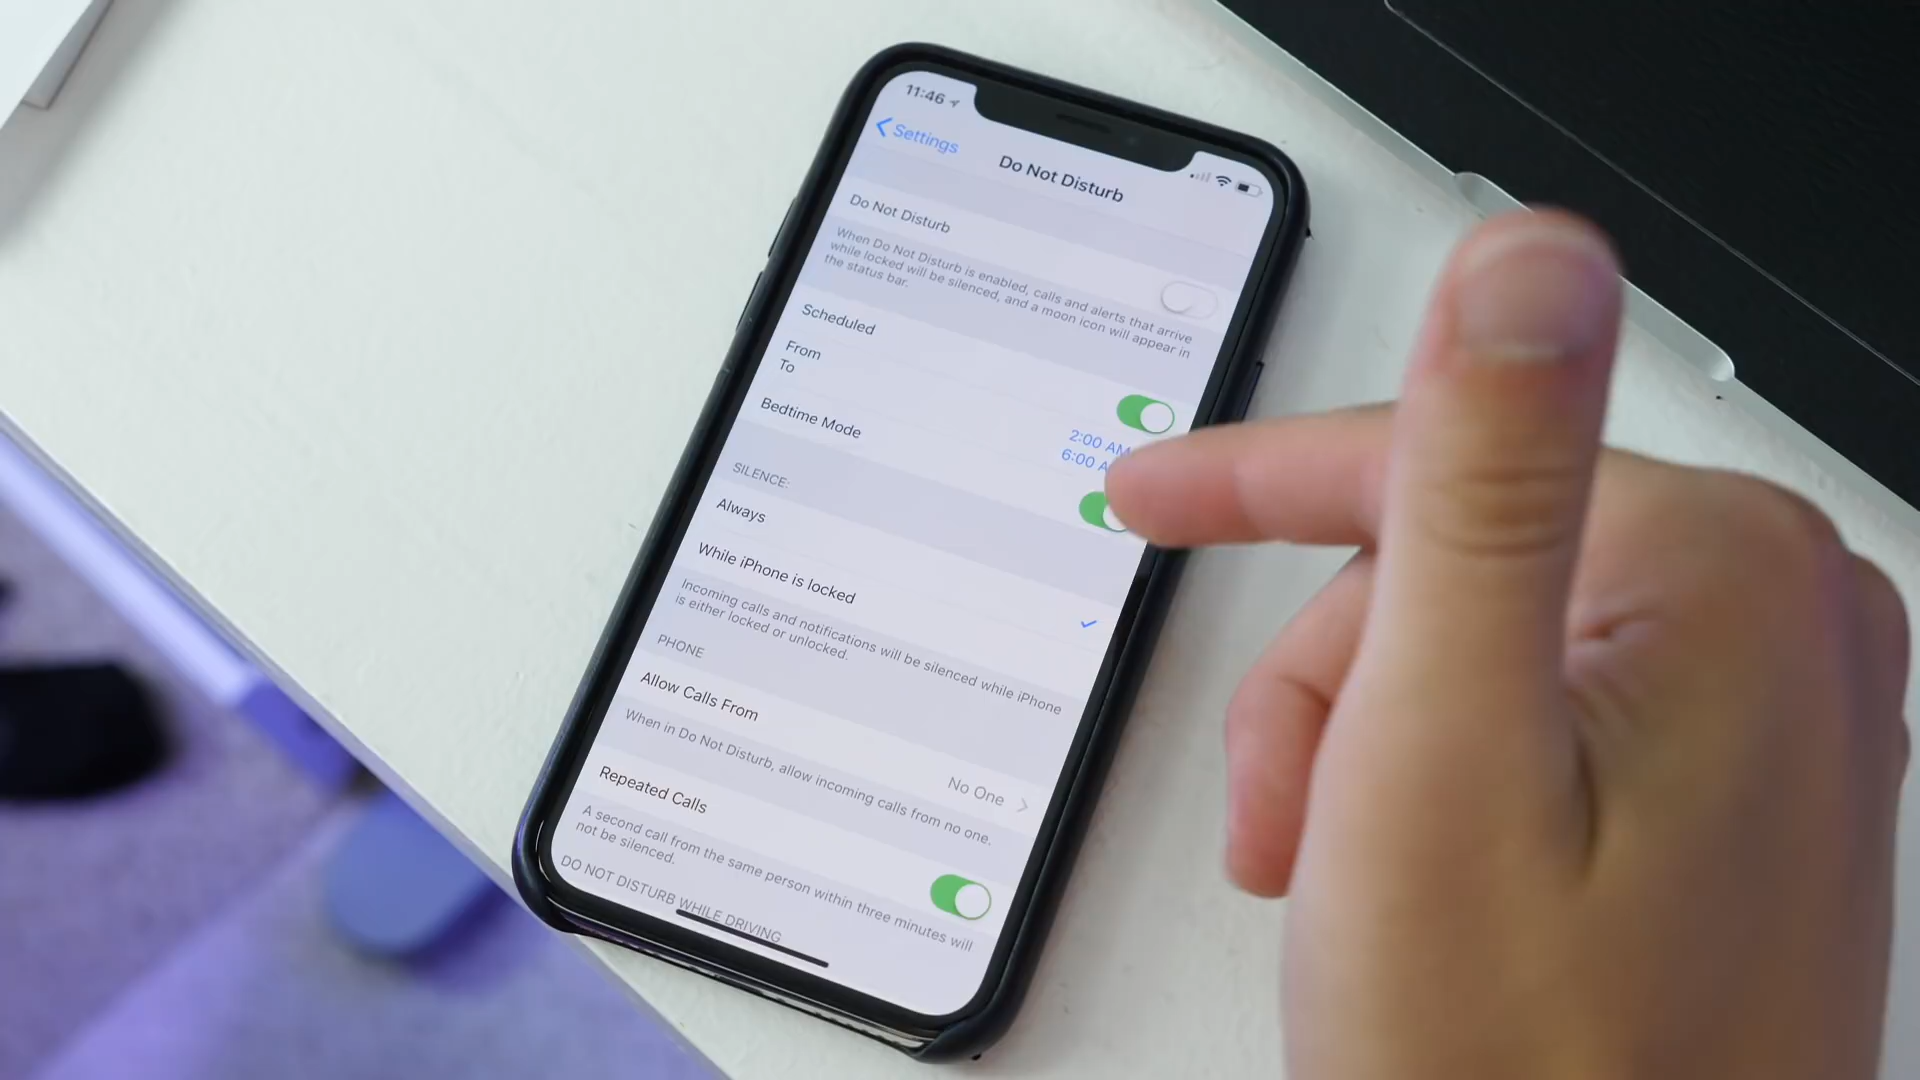 11:46
Settings
Do Not Disturb
Do Not Disturb
When Do Not Disturb is enabled, calls and alerts that arrive
while locked will be silenced, and a moon icon will appear in
the status bar.
Scheduled
From
To
2:00 AM
6:00 A
Bedtime Mode
SILENCE:
Always
While iPhone is locked
Incoming calls and notifications will be silenced while iPhone
is either locked or unlocked.
PHONE
Allow Calls From
No One
When in Do Not Disturb, allow incoming calls from no one.
Repeated Calls
A second call from the same person within three minutes will
not be silenced.
DO NOT DISTURB WHILE DRIVING